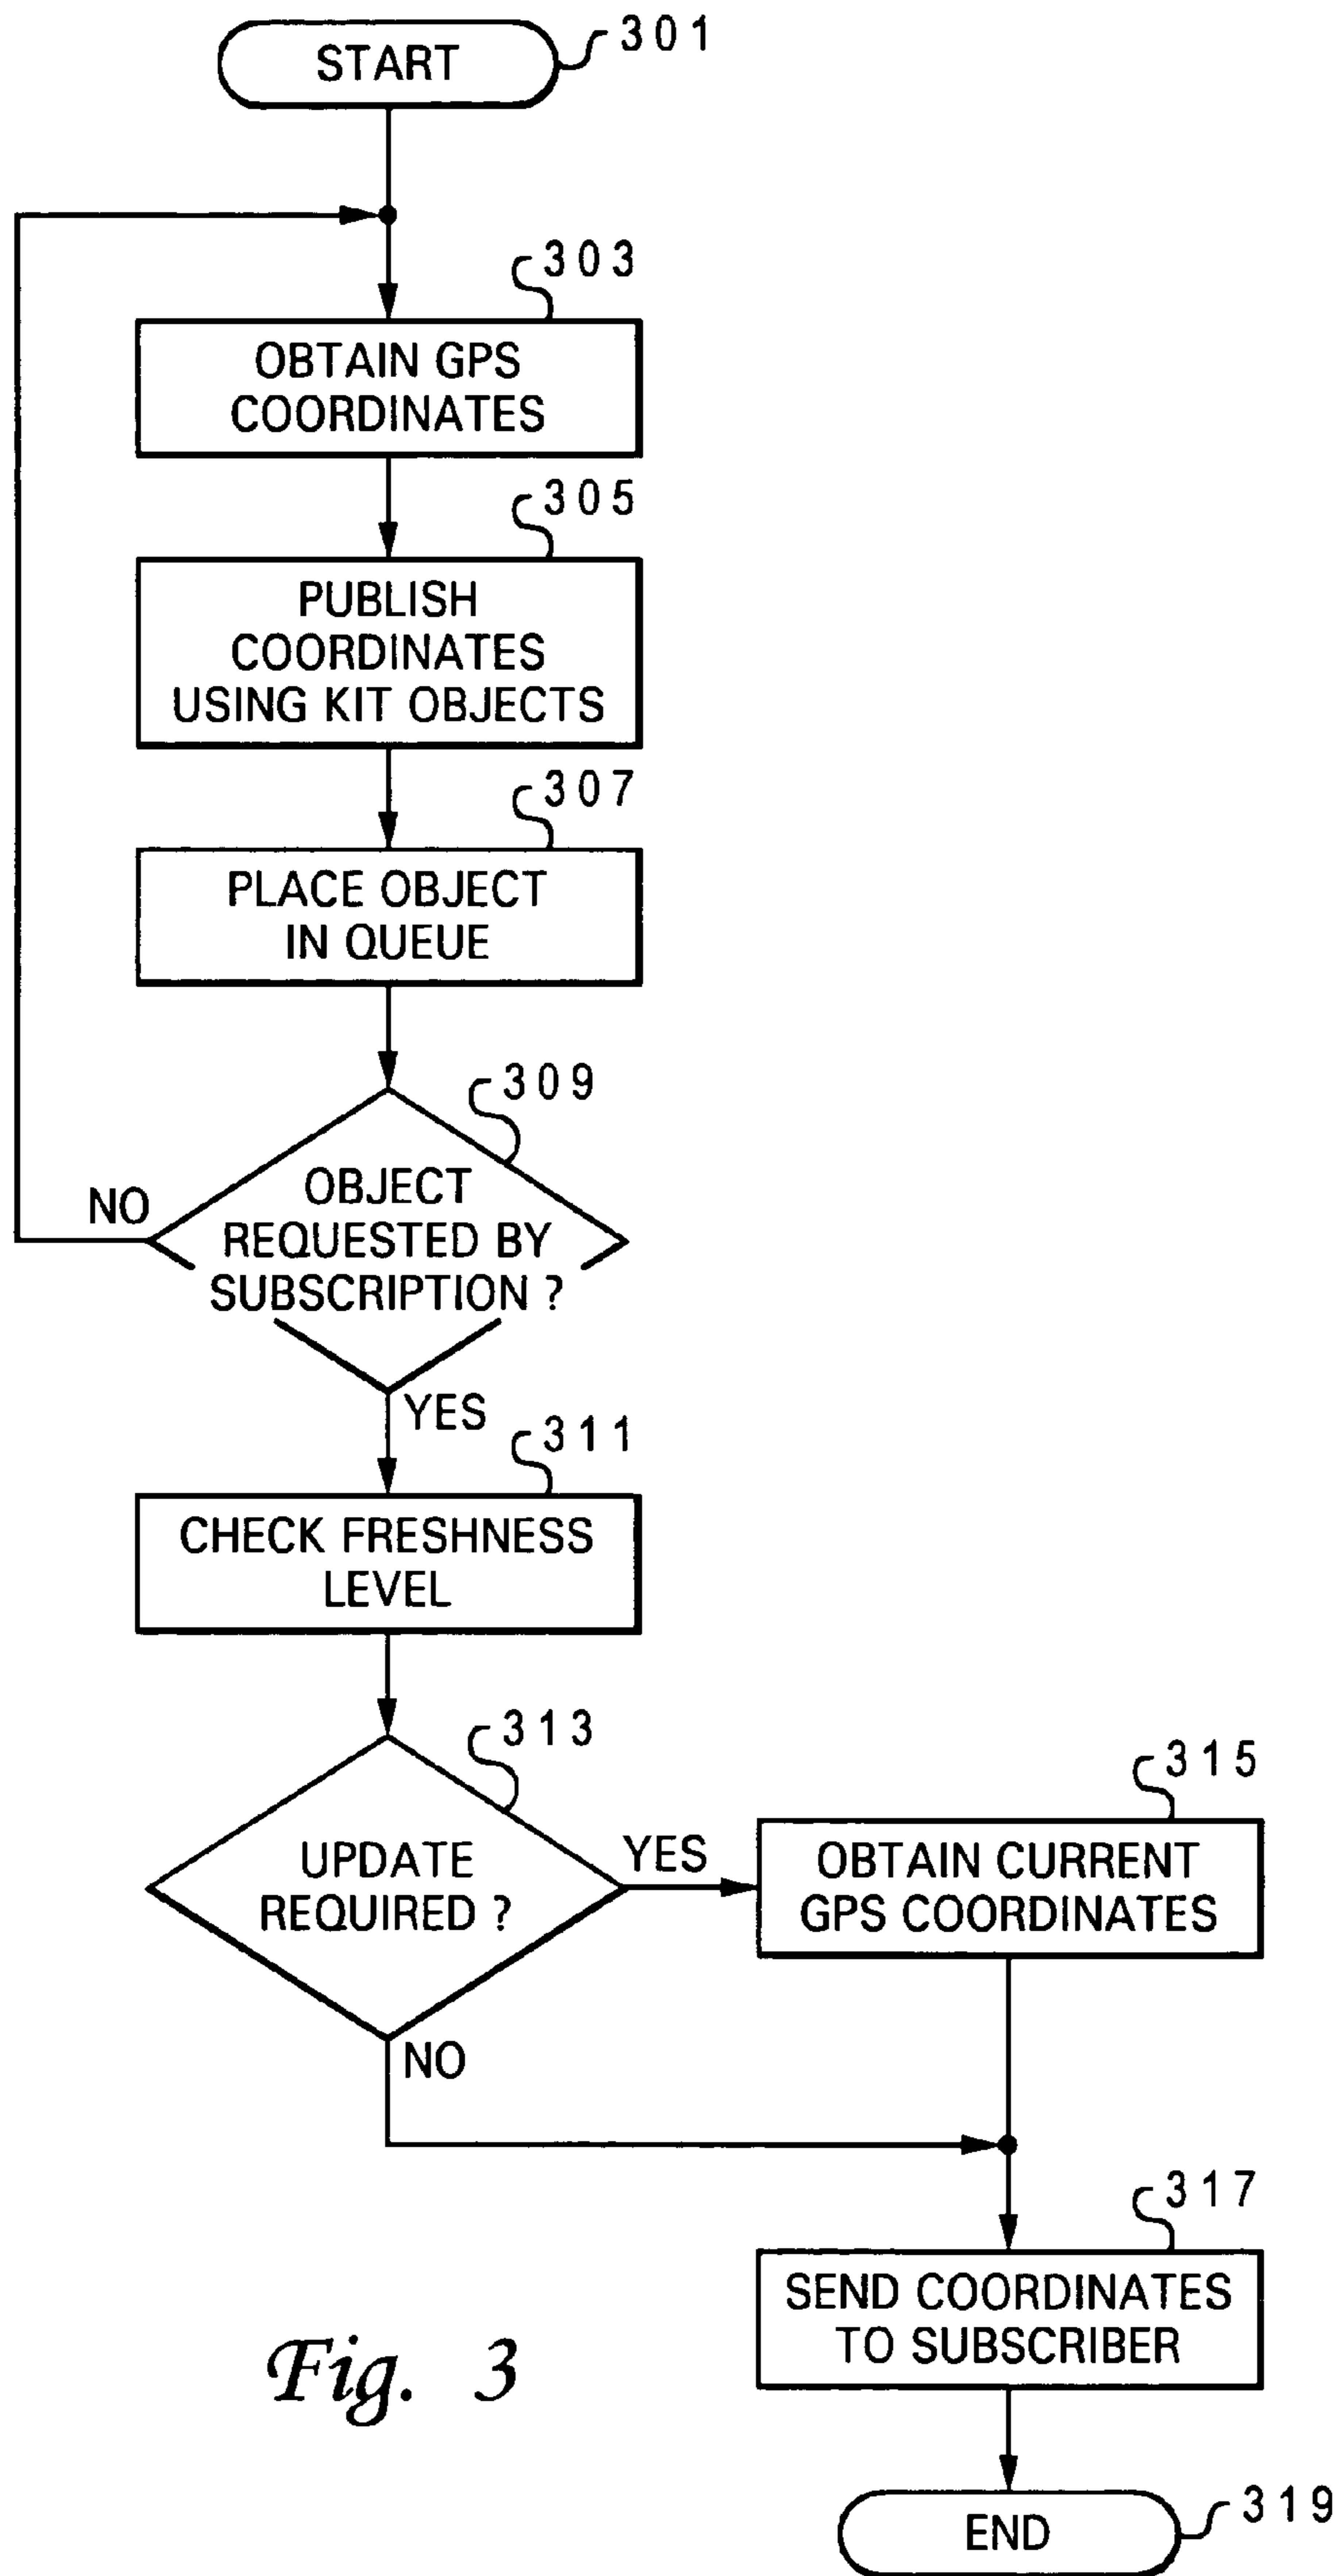 START
301
303
OBTAIN GPS
COORDINATES
305
PUBLISH
COORDINATES
USING KIT OBJECTS
307
PLACE OBJECT
IN QUEUE
309
OBJECT
REQUESTED BY
SUBSCRIPTION ?
NO
YES
311
CHECK FRESHNESS
LEVEL
313
UPDATE
REQUIRED ?
YES
NO
315
OBTAIN CURRENT
GPS COORDINATES
317
SEND COORDINATES
TO SUBSCRIBER
END
319
Fig. 3